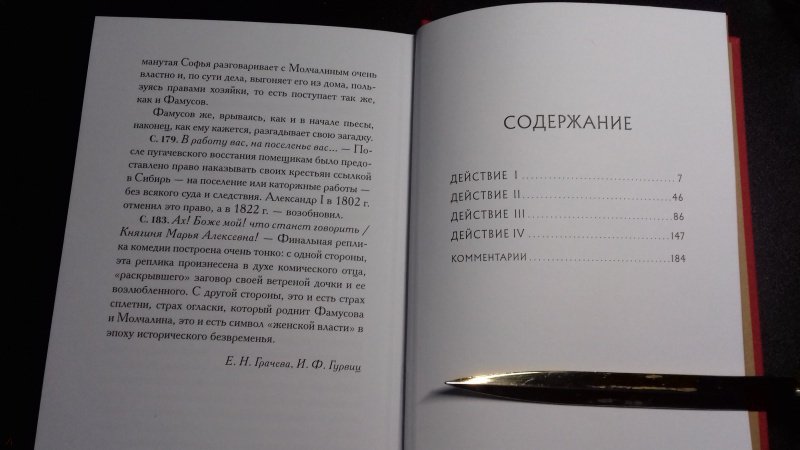 манутая Софья разговаривает с Молчалиным очень
властно и, по сути дела, выгоняет его из дома, поль-
зуясь правами хозяйки, то есть поступает так же,
как и Фамусов.
Фамусов же, врываясь, как и в начале пьесы,
наконец, как ему кажется, разгадывает свою загадку.
С. 179. В работу вас, на поселенье вас... — По-
сле пугачевского восстания помещикам было предо-
ставлено право наказывать своих крестьян ссылкой
в Сибирь — на поселение или каторжные работы —
без всякого суда и следствия. Александр I в 1802 г.
отменил это право, а в 1822 г. — возобновил.
С. 183. Ах! Боже мой! что станет говорить /
Княгиня Марья Алексевна! — Финальная репли-
ка комедии построена очень тонко: с одной стороны,
эта реплика произнесена в духе комического отца,
"раскрывшего" заговор своей ветреной дочки и ее
возлюбленного. С другой стороны, это и есть страх
сплетни, страх огласки, который роднит Фамусова
и Молчалина, это и есть символ «женской власти» в
эпоху исторического безвременья.
Е. Н. Грачева, И. Ф. Гурвиц
СОДЕРЖАНИЕ
ДЕЙСТВИЕ I 7
ДЕЙСТВИЕ II 46
ДЕЙСТВИЕ III 86
ДЕЙСТВИЕ IV 147
КОММЕНТАРИИ 184